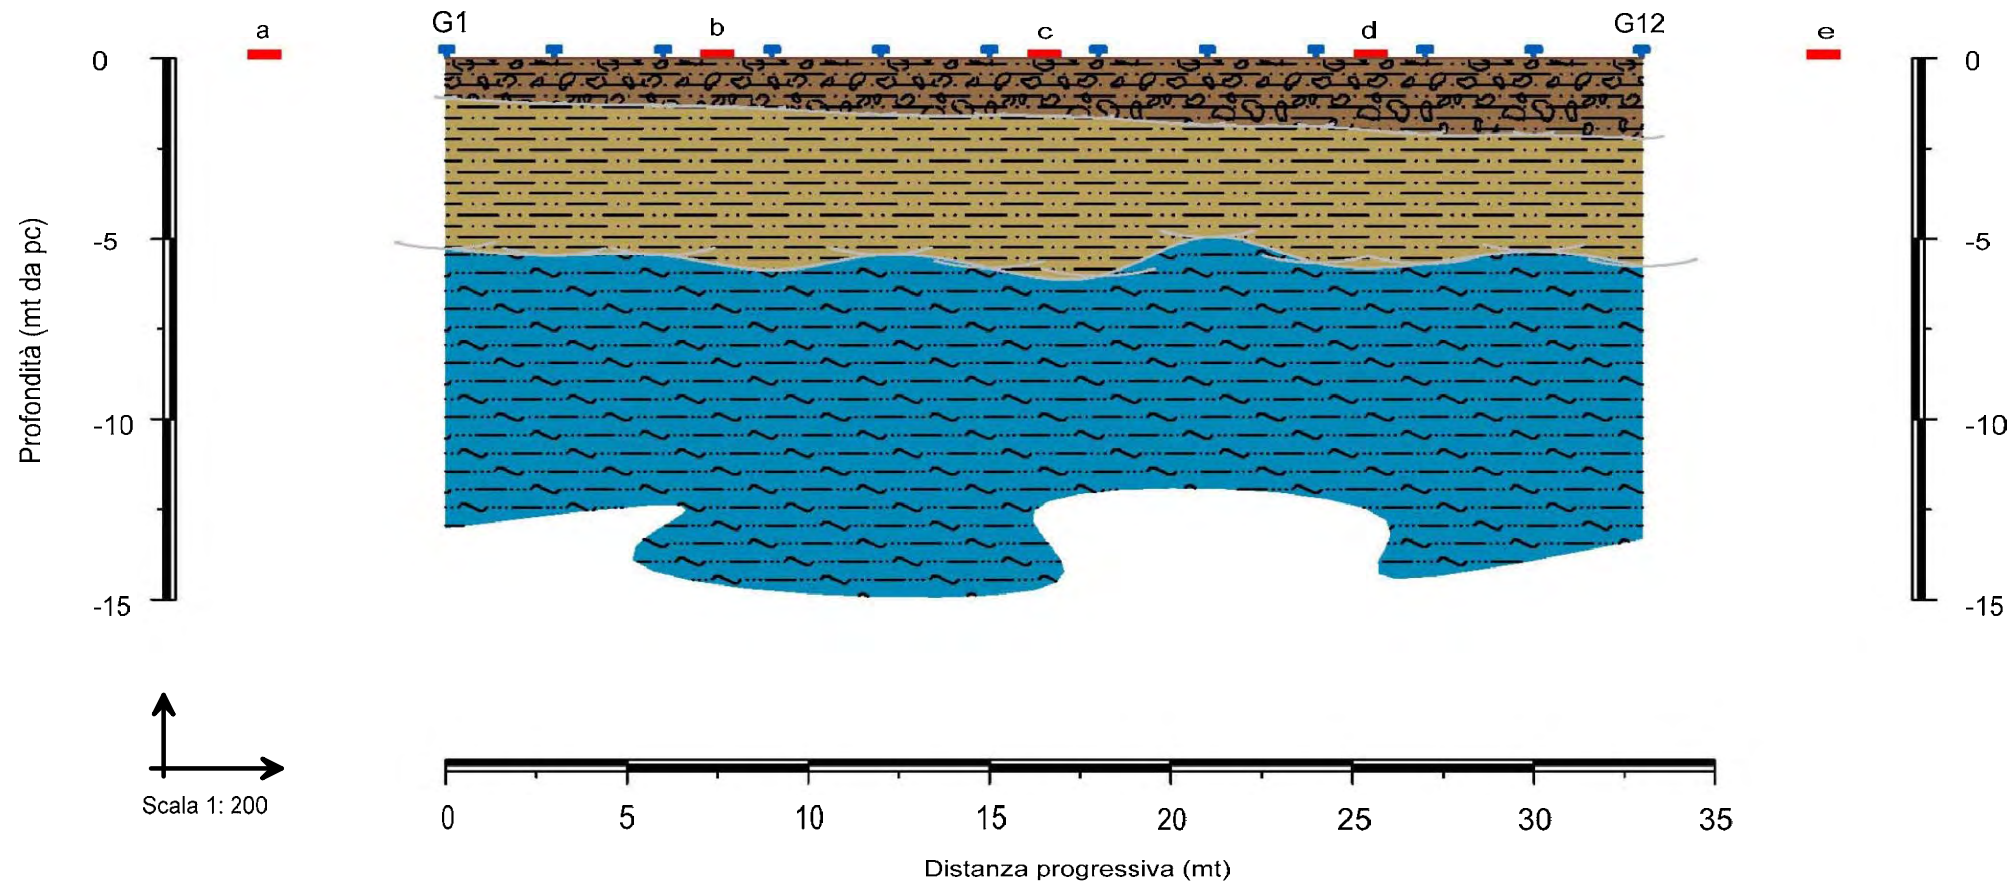 G1 a b c d G12 e
0 0
-5 -5
-10 -10
-15 -15
Profondità (mt da pc)
Scala 1: 200
0 5 10 15 20 25 30 35
Distanza progressiva (mt)